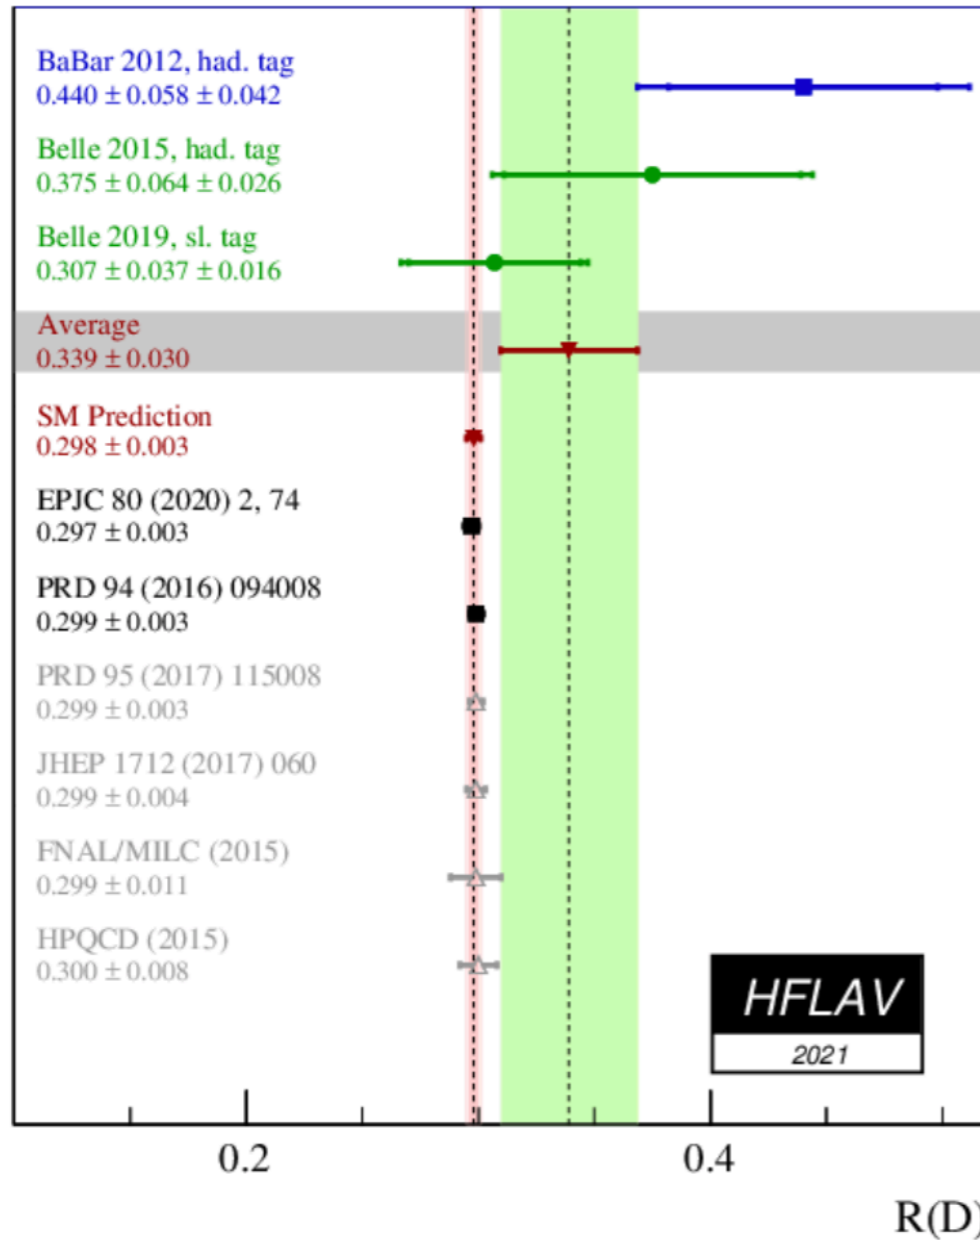 BaBar 2012, had. tag
0.440 ± 0.058 ± 0.042
Belle 2015, had. tag
0.375 ± 0.064 ± 0.026
Belle 2019, sl. tag
0.307 ± 0.037 ± 0.016
Average
0.339 ± 0.030
SM Prediction
0.298 ± 0.003
EPJC 80 (2020) 2, 74
0.297 ± 0.003
PRD 94 (2016) 094008
0.299 ± 0.003
PRD 95 (2017) 115008
0.299 ± 0.003
JHEP 1712 (2017) 060
0.299 ± 0.004
FNAL/MILC (2015)
0.299 ± 0.011
HPQCD (2015)
0.300 ± 0.008
HFLAV
2021
0.2 0.4
R(D)